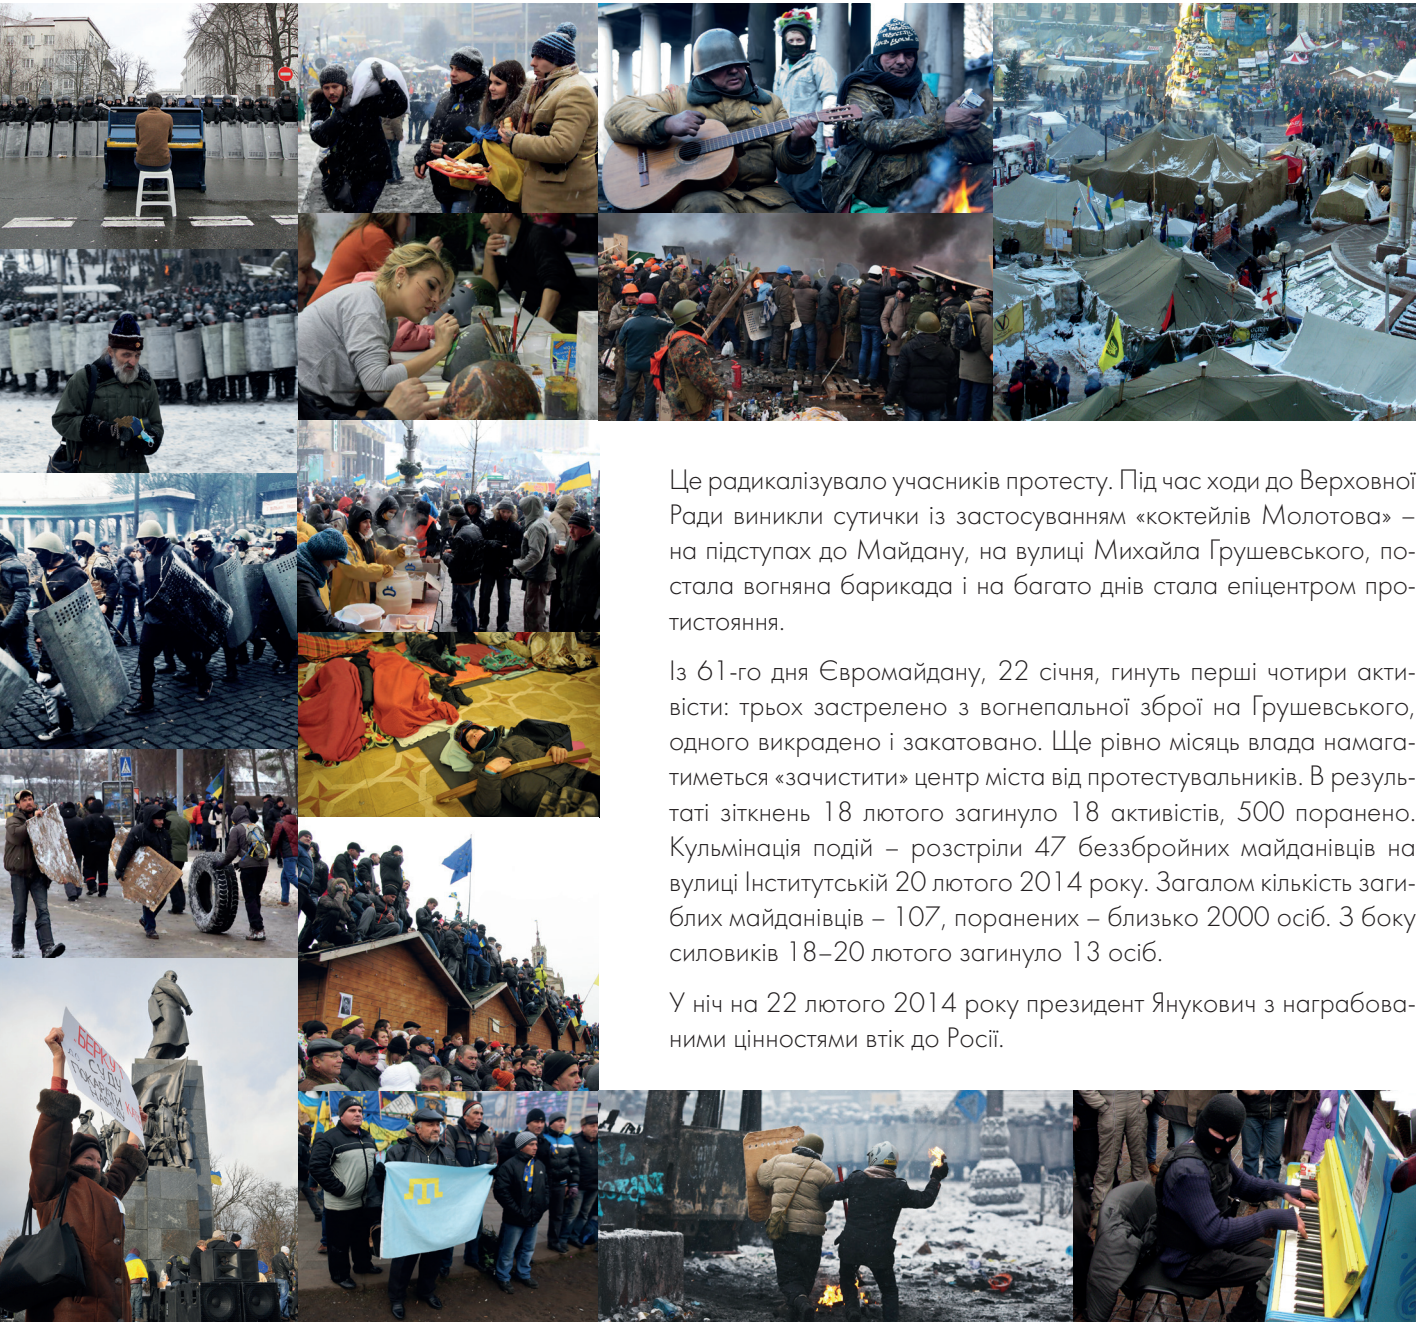 БЕРКУТ
ДО СУДУ
Це радикалізувало учасників протесту. Під час ходи до Верховної
Ради виникли сутички із застосуванням «коктейлів Молотова» –
на підступах до Майдану, на вулиці Михайла Грушевського, по-
стала вогняна барикада і на багато днів стала епіцентром про-
тистояння.
Із 61-го дня Євромайдану, 22 січня, гинуть перші чотири акти-
вісти: трьох застрелено з вогнепальної зброї на Грушевського,
одного викрадено і закатовано. Ще рівно місяць влада намага-
тиметься «зачистити» центр міста від протестувальників. В резуль-
таті зіткнень 18 лютого загинуло 18 активістів, 500 поранено.
Кульмінація подій – розстріли 47 беззбройних майданівців на
вулиці Інститутській 20 лютого 2014 року. Загалом кількість заги-
блих майданівців – 107, поранених – близько 2000 осіб. З боку
силовиків 18–20 лютого загинуло 13 осіб.
У ніч на 22 лютого 2014 року президент Янукович з награбова-
ними цінностями втік до Росії.